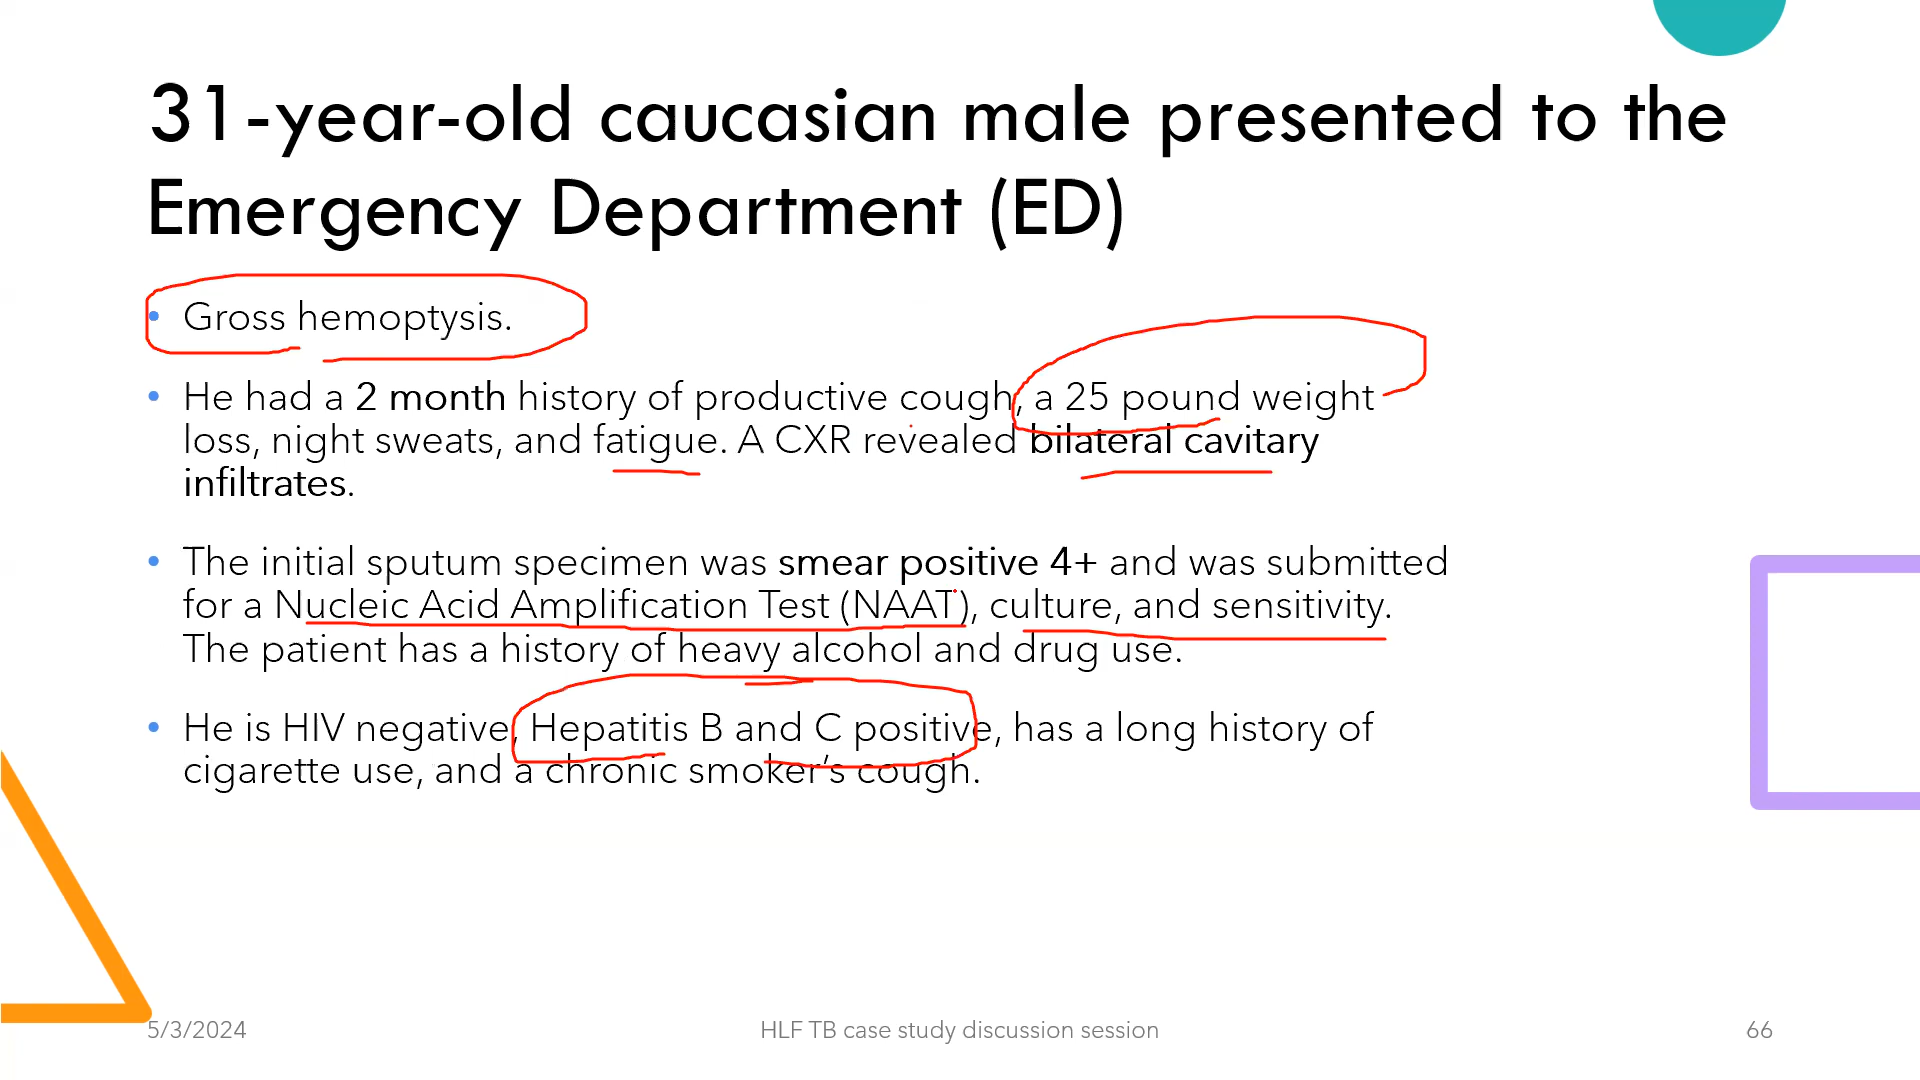 31-year-old caucasian male presented to the
Emergency Department (ED)
• Gross hemoptysis.
• He had a 2 month history of productive cough, a 25 pound weight
loss, night sweats, and fatigue. A CXR revealed bilateral cavitary
infiltrates.
• The initial sputum specimen was smear positive 4+ and was submitted
for a Nucleic Acid Amplification Test (NAAT), culture, and sensitivity.
The patient has a history of heavy alcohol and drug use.
• He is HIV negative, Hepatitis B and C positive, has a long history of
cigarette use, and a chronic smoker's cough.
5/3/2024
HLF TB case study discussion session
66